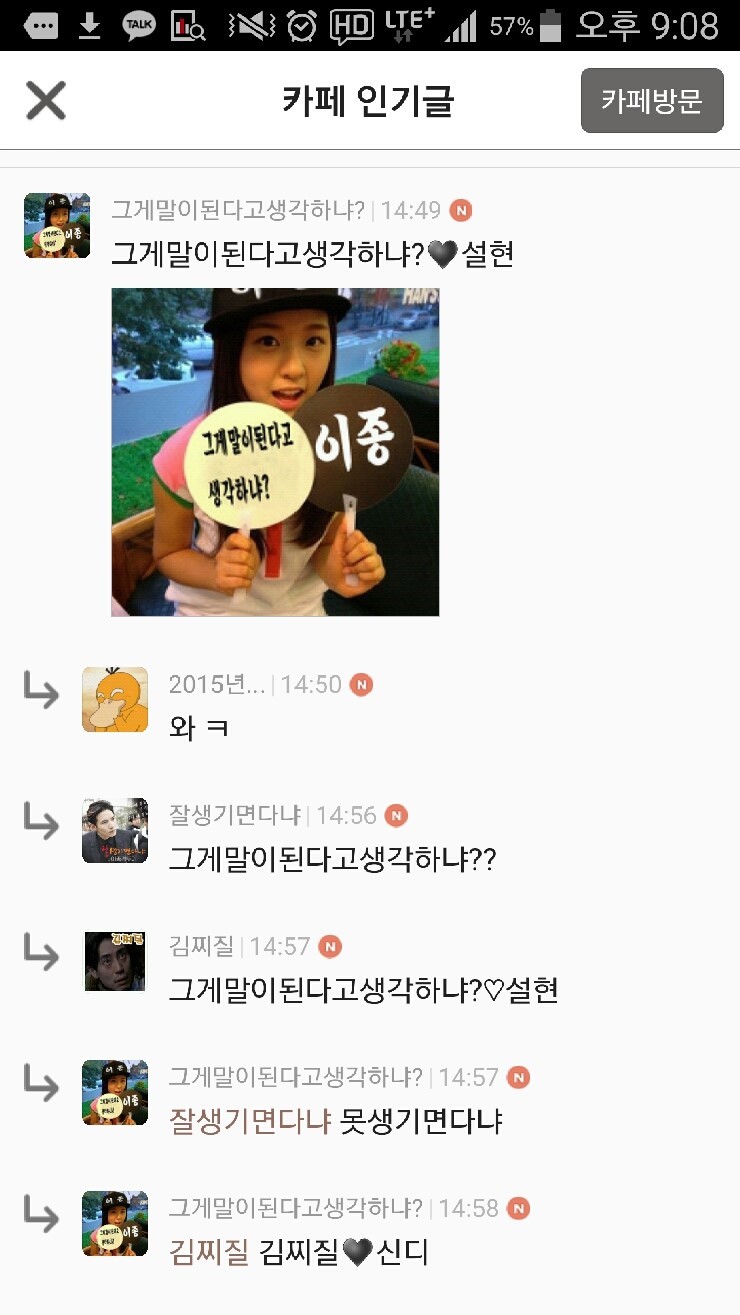 TALK HD LTE+ 57% 오후 9:08
카페 인기글
카페방문
그게말이된다고생각하냐? | 14:49 N
그게말이된다고생각하냐?🖤설현
그게말이된다고
생각하냐?
이종
2015년... | 14:50 N
와 ㅋ
잘생기면다냐 | 14:56 N
그게말이된다고생각하냐??
김찌질 | 14:57 N
그게말이된다고생각하냐?♡설현
그게말이된다고생각하냐? | 14:57 N
잘생기면다냐 못생기면다냐
그게말이된다고생각하냐? | 14:58 N
김찌질 김찌질🖤신디